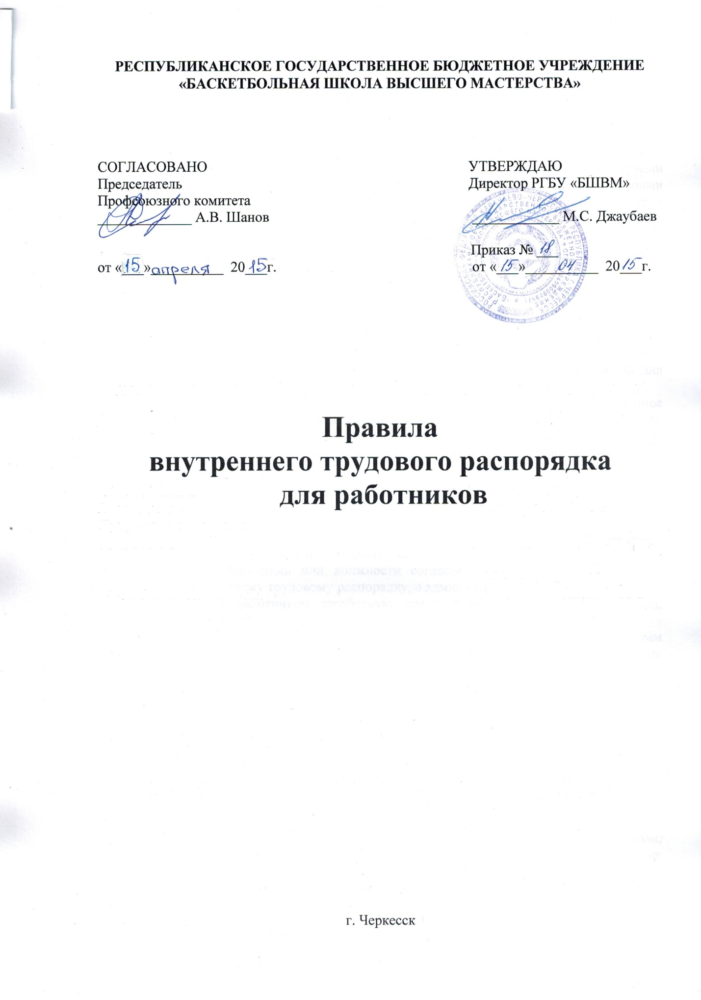 РЕСПУБЛИКАНСКОЕ ГОСУДАРСТВЕННОЕ БЮДЖЕТНОЕ УЧРЕЖДЕНИЕ
«БАСКЕТБОЛЬНАЯ ШКОЛА ВЫСШЕГО МАСТЕРСТВА»
СОГЛАСОВАНО
Председатель
Профсоюзного комитета
А.В. Шанов
от «15» апреля 2015г.
УТВЕРЖДАЮ
Директор РГБУ «БШВМ»
М.С. Джаубаев
Приказ № 18
от «15» 04 2015г.
Правила
внутреннего трудового распорядка
для работников
г. Черкесск